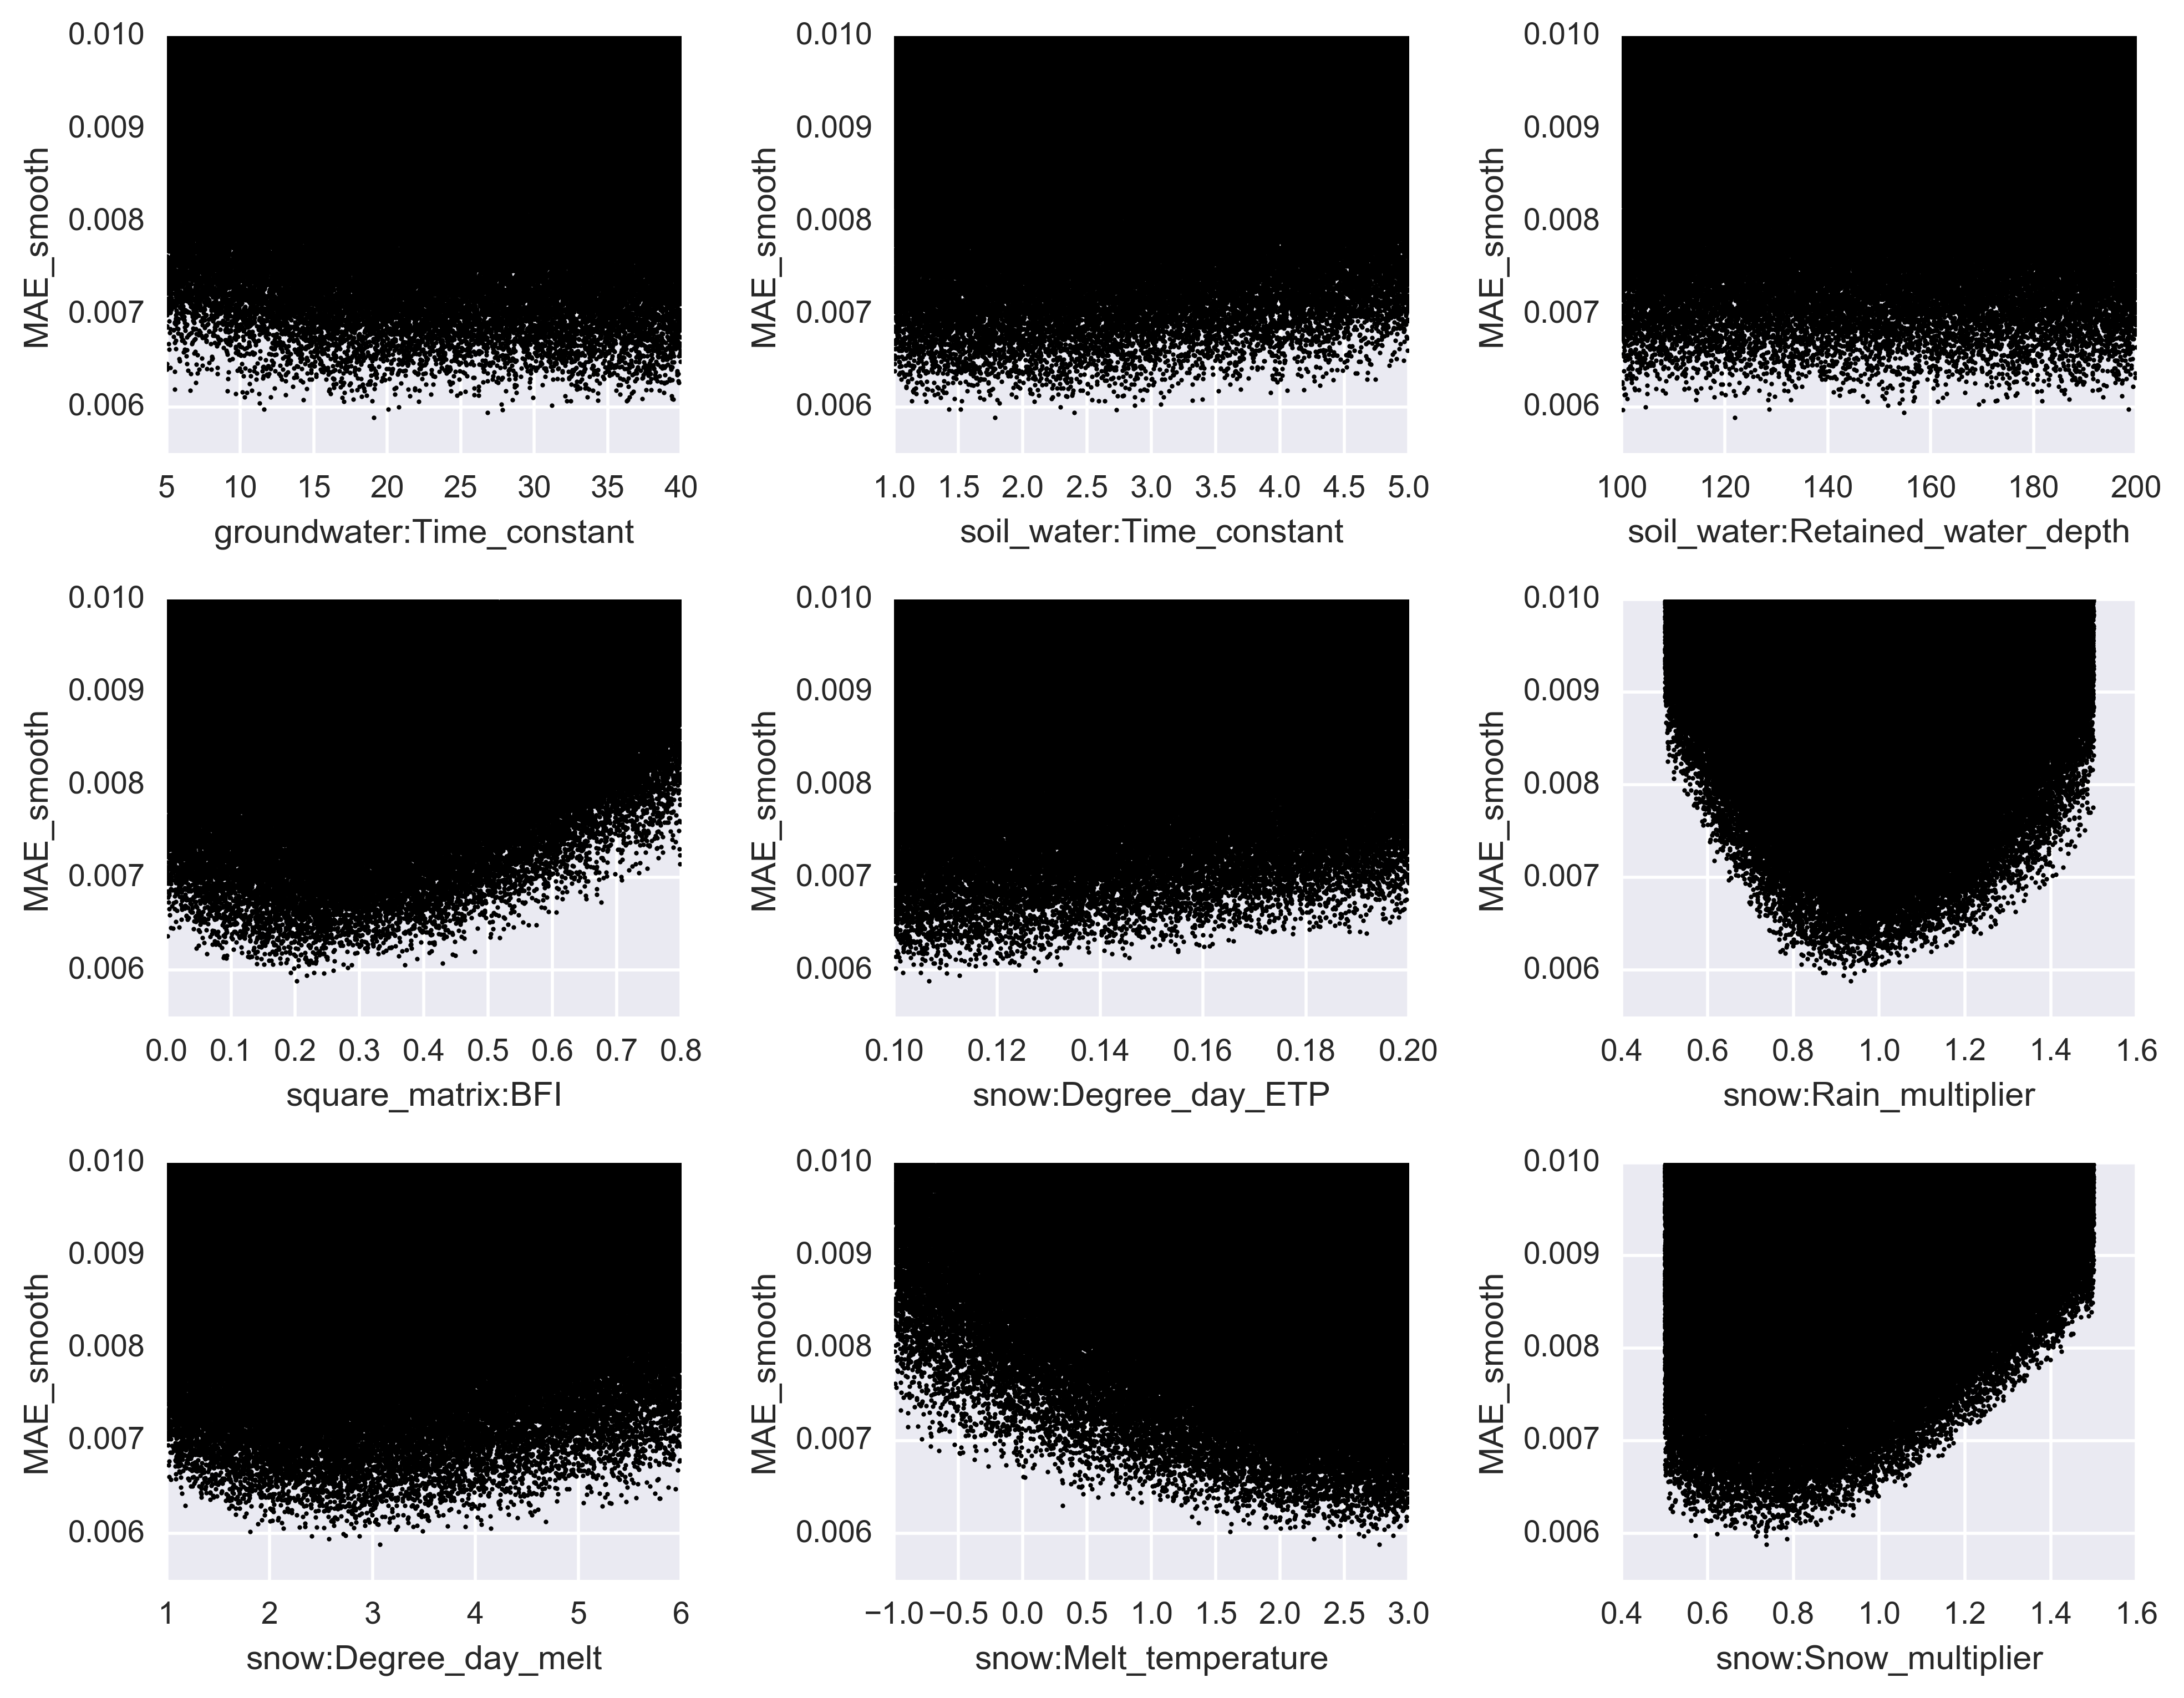 0.010
0.009
0.008
0.007
0.006
MAE_smooth
5 10 15 20 25 30 35 40
groundwater:Time_constant
0.010
0.009
0.008
0.007
0.006
MAE_smooth
1.0 1.5 2.0 2.5 3.0 3.5 4.0 4.5 5.0
soil_water:Time_constant
0.010
0.009
0.008
0.007
0.006
MAE_smooth
100 120 140 160 180 200
soil_water:Retained_water_depth
0.010
0.009
0.008
0.007
0.006
MAE_smooth
0.0 0.1 0.2 0.3 0.4 0.5 0.6 0.7 0.8
square_matrix:BFI
0.010
0.009
0.008
0.007
0.006
MAE_smooth
0.10 0.12 0.14 0.16 0.18 0.20
snow:Degree_day_ETP
0.010
0.009
0.008
0.007
0.006
MAE_smooth
0.4 0.6 0.8 1.0 1.2 1.4 1.6
snow:Rain_multiplier
0.010
0.009
0.008
0.007
0.006
MAE_smooth
1 2 3 4 5 6
snow:Degree_day_melt
0.010
0.009
0.008
0.007
0.006
MAE_smooth
−1.0 −0.5 0.0 0.5 1.0 1.5 2.0 2.5 3.0
snow:Melt_temperature
0.010
0.009
0.008
0.007
0.006
MAE_smooth
0.4 0.6 0.8 1.0 1.2 1.4 1.6
snow:Snow_multiplier